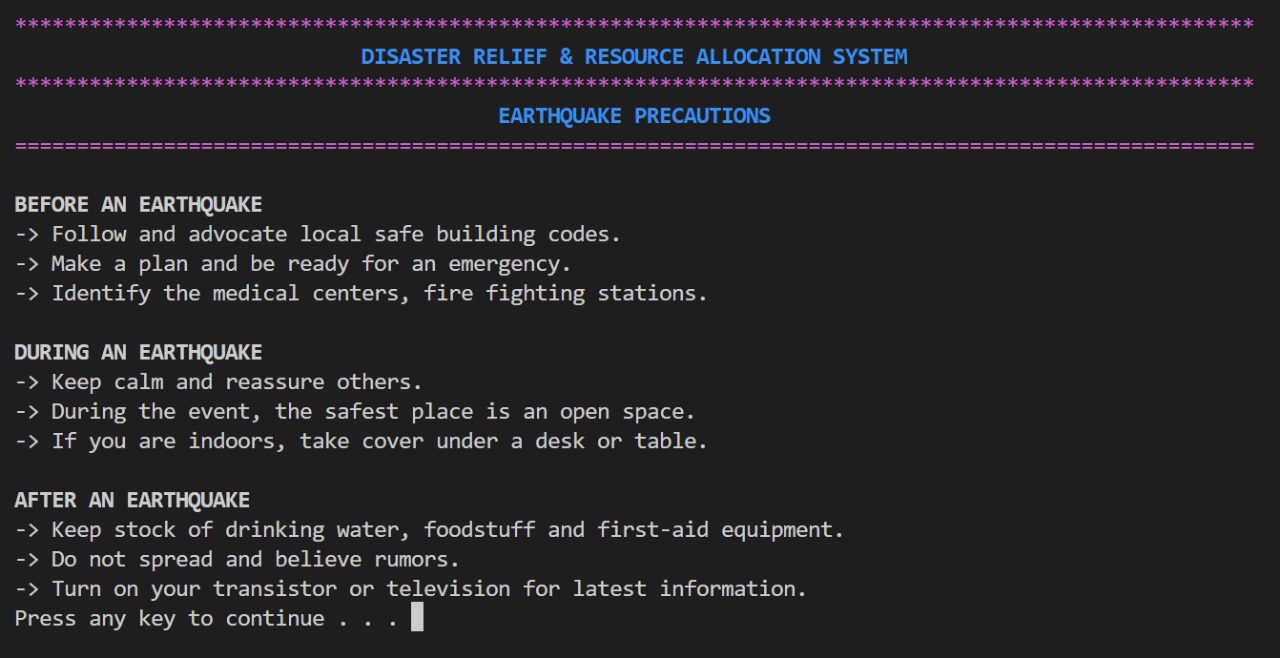 ****************************************************************************************************
DISASTER RELIEF & RESOURCE ALLOCATION SYSTEM
****************************************************************************************************
EARTHQUAKE PRECAUTIONS
====================================================================================================
BEFORE AN EARTHQUAKE
-> Follow and advocate local safe building codes.
-> Make a plan and be ready for an emergency.
-> Identify the medical centers, fire fighting stations.
DURING AN EARTHQUAKE
-> Keep calm and reassure others.
-> During the event, the safest place is an open space.
-> If you are indoors, take cover under a desk or table.
AFTER AN EARTHQUAKE
-> Keep stock of drinking water, foodstuff and first-aid equipment.
-> Do not spread and believe rumors.
-> Turn on your transistor or television for latest information.
Press any key to continue . . .